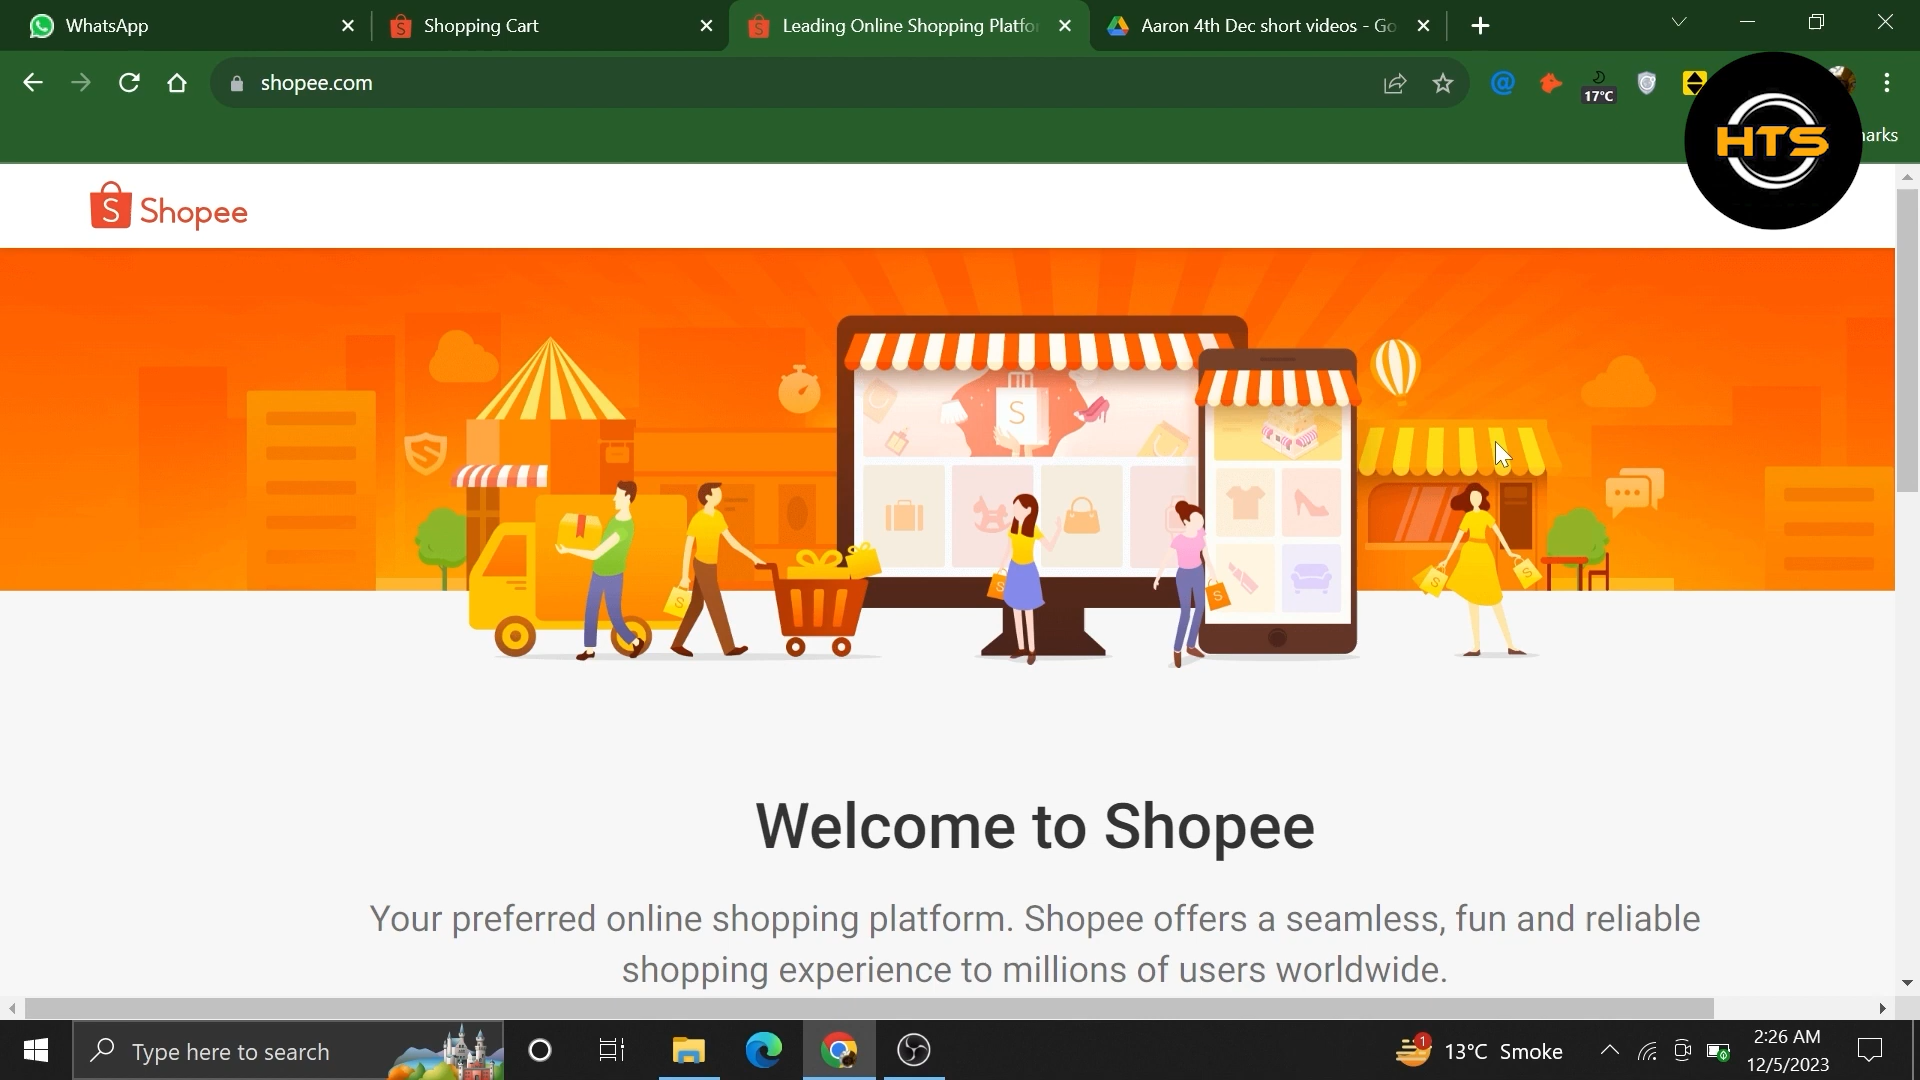 WhatsApp
Shopping Cart
Leading Online Shopping Platfo
Aaron 4th Dec short videos - Go
shopee.com
17°C
HTS
arks
S Shopee
S
S
S
S
S
S
Welcome to Shopee
Your preferred online shopping platform. Shopee offers a seamless, fun and reliable
shopping experience to millions of users worldwide.
Type here to search
1
13°C Smoke
2:26 AM
12/5/2023